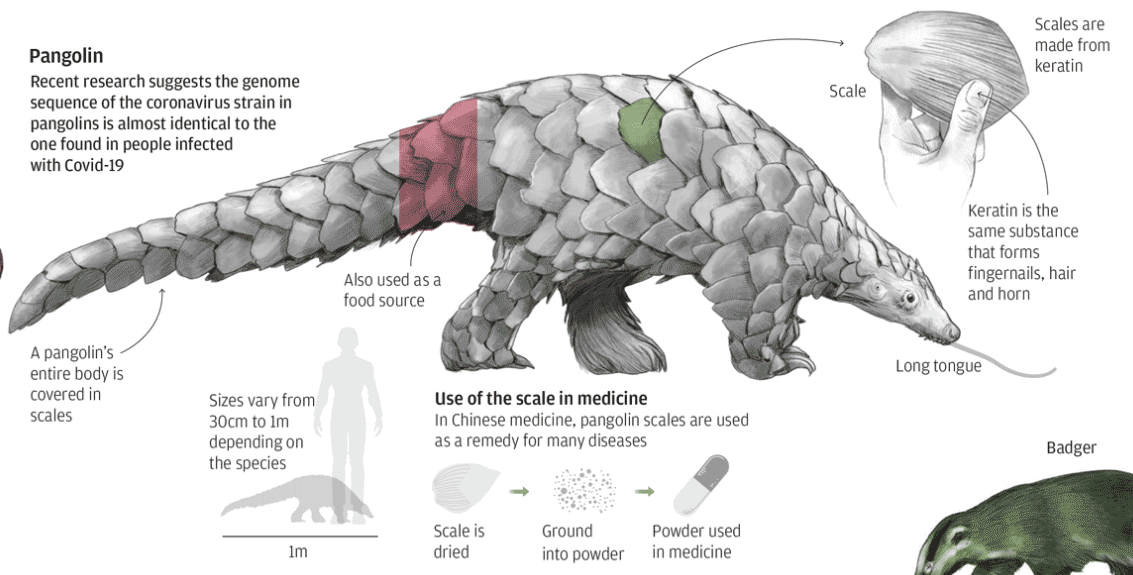 Pangolin
Recent research suggests the genome
sequence of the coronavirus strain in
pangolins is almost identical to the
one found in people infected
with Covid-19
Scale
Scales are
made from
keratin
Keratin is the
same substance
that forms
fingernails, hair
and horn
Also used as a
food source
A pangolin's
entire body is
covered in
scales
Long tongue
Sizes vary from
30cm to 1m
depending on
the species
1m
Use of the scale in medicine
In Chinese medicine, pangolin scales are used
as a remedy for many diseases
Scale is
dried
Ground
into powder
Powder used
in medicine
Badger